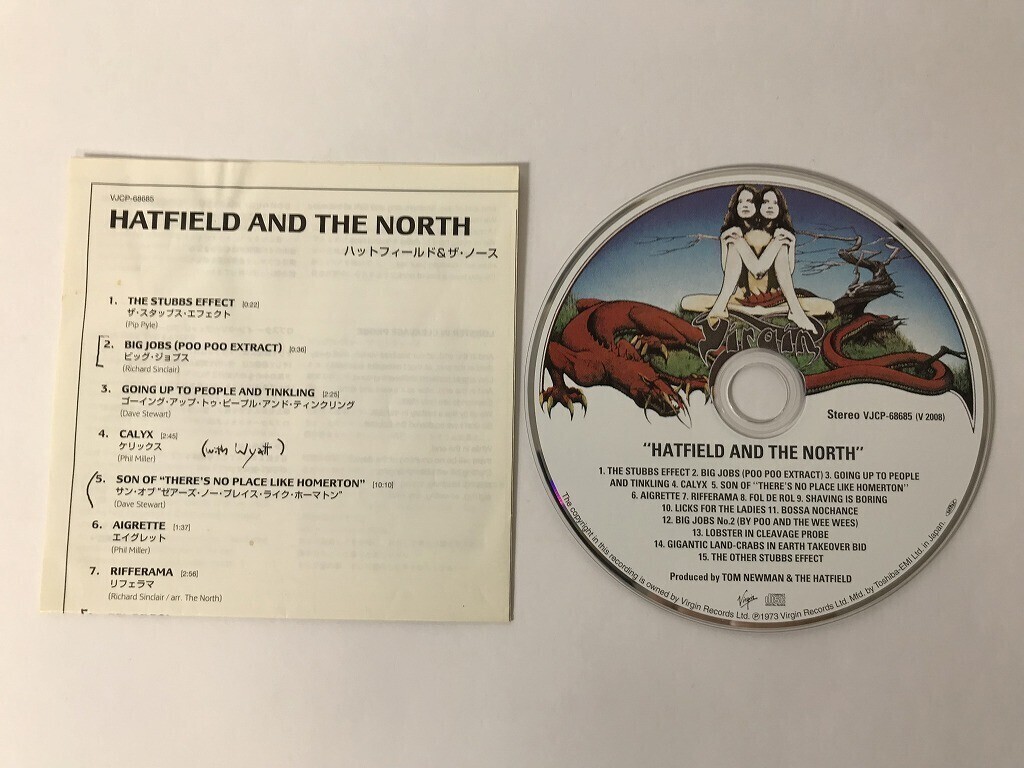 VJCP-68685
HATFIELD AND THE NORTH
ハットフィールド&ザ・ノース
1. THE STUBBS EFFECT [0:22]
ザ・スタッブス・エフェクト
(Pip Pyle)
2. BIG JOBS (POO POO EXTRACT) [0:36]
ビッグ・ジョブス
(Richard Sinclair)
3. GOING UP TO PEOPLE AND TINKLING [2:25]
ゴーイング・アップ・トゥ・ピープル・アンド・ティンクリング
(Dave Stewart)
4. CALYX [2:45]
ケリックス (with Wyatt)
(Phil Miller)
5. SON OF "THERE'S NO PLACE LIKE HOMERTON" [10:10]
サン・オブ"ゼアーズ・ノー・プレイス・ライク・ホーマトン"
(Dave Stewart)
6. AIGRETTE [1:37]
エイグレット
(Phil Miller)
7. RIFFERAMA [2:56]
リフェラマ
(Richard Sinclair / arr. The North)
Virgin
Stereo VJCP-68685 (V 2008)
"HATFIELD AND THE NORTH"
1. THE STUBBS EFFECT 2. BIG JOBS (POO POO EXTRACT) 3. GOING UP TO PEOPLE
AND TINKLING 4. CALYX 5. SON OF "THERE'S NO PLACE LIKE HOMERTON"
6. AIGRETTE 7. RIFFERAMA 8. FOL DE ROL 9. SHAVING IS BORING
10. LICKS FOR THE LADIES 11. BOSSA NOCHANCE
12. BIG JOBS No.2 (BY POO AND THE WEE WEES)
13. LOBSTER IN CLEAVAGE PROBE
14. GIGANTIC LAND-CRABS IN EARTH TAKEOVER BID
15. THE OTHER STUBBS EFFECT
Produced by TOM NEWMAN & THE HATFIELD
Virgin
The copyright in this recording is owned by Virgin Records Ltd. ℗1973 Virgin Records Ltd. Mfd. by Toshiba-EMI Ltd. in Japan.